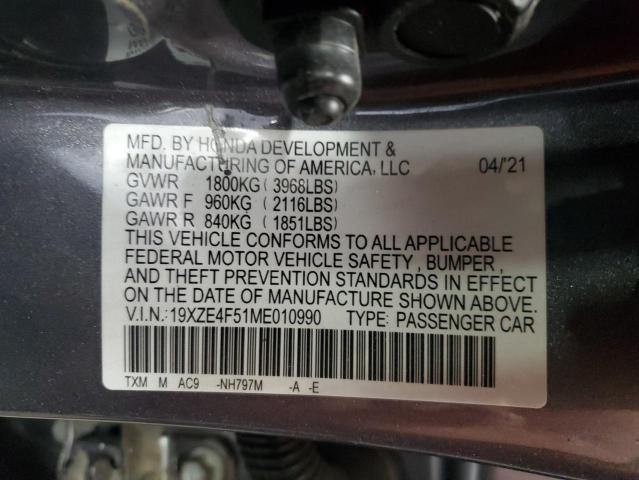 MFD. BY HONDA DEVELOPMENT &
MANUFACTURING OF AMERICA, LLC 04/'21
GVWR 1800KG ( 3968LBS)
GAWR F 960KG ( 2116LBS)
GAWR R 840KG ( 1851LBS)
THIS VEHICLE CONFORMS TO ALL APPLICABLE
FEDERAL MOTOR VEHICLE SAFETY , BUMPER ,
AND THEFT PREVENTION STANDARDS IN EFFECT
ON THE DATE OF MANUFACTURE SHOWN ABOVE.
V.I.N.:19XZE4F51ME010990 TYPE: PASSENGER CAR
TXM M AC9 -NH797M -A -E